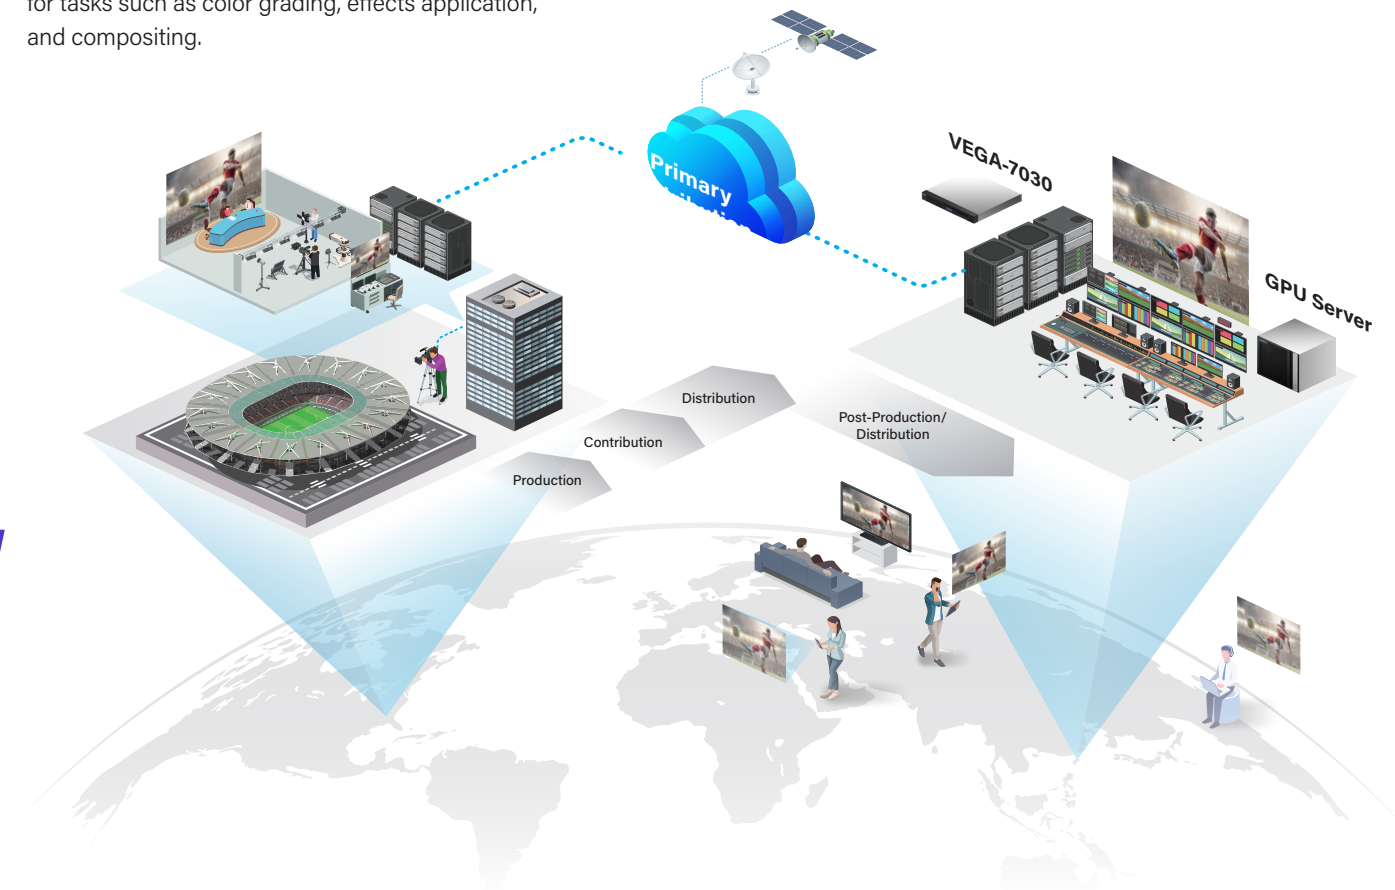 for tasks such as color grading, effects application,
and compositing.
Primary
VEGA-7030
GPU Server
Distribution
Contribution
Production
Post-Production/
Distribution